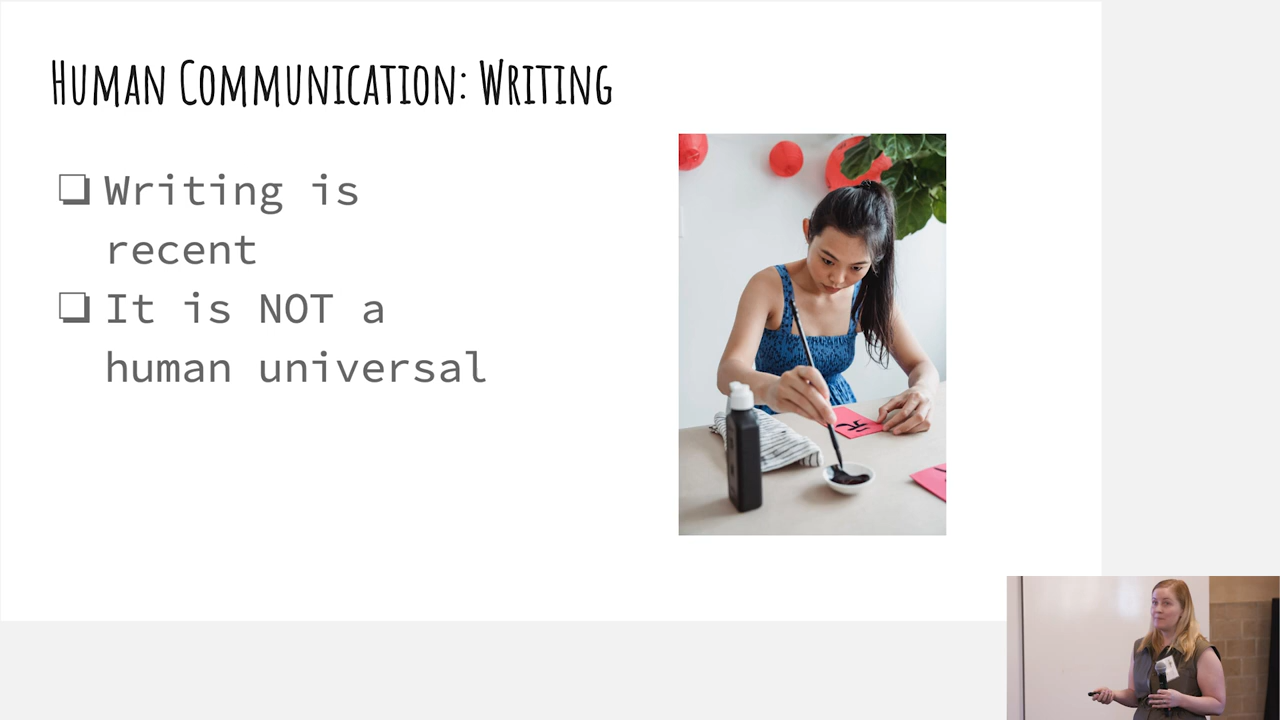 Human Communication: Writing
❏ Writing is
recent
❏ It is NOT a
human universal